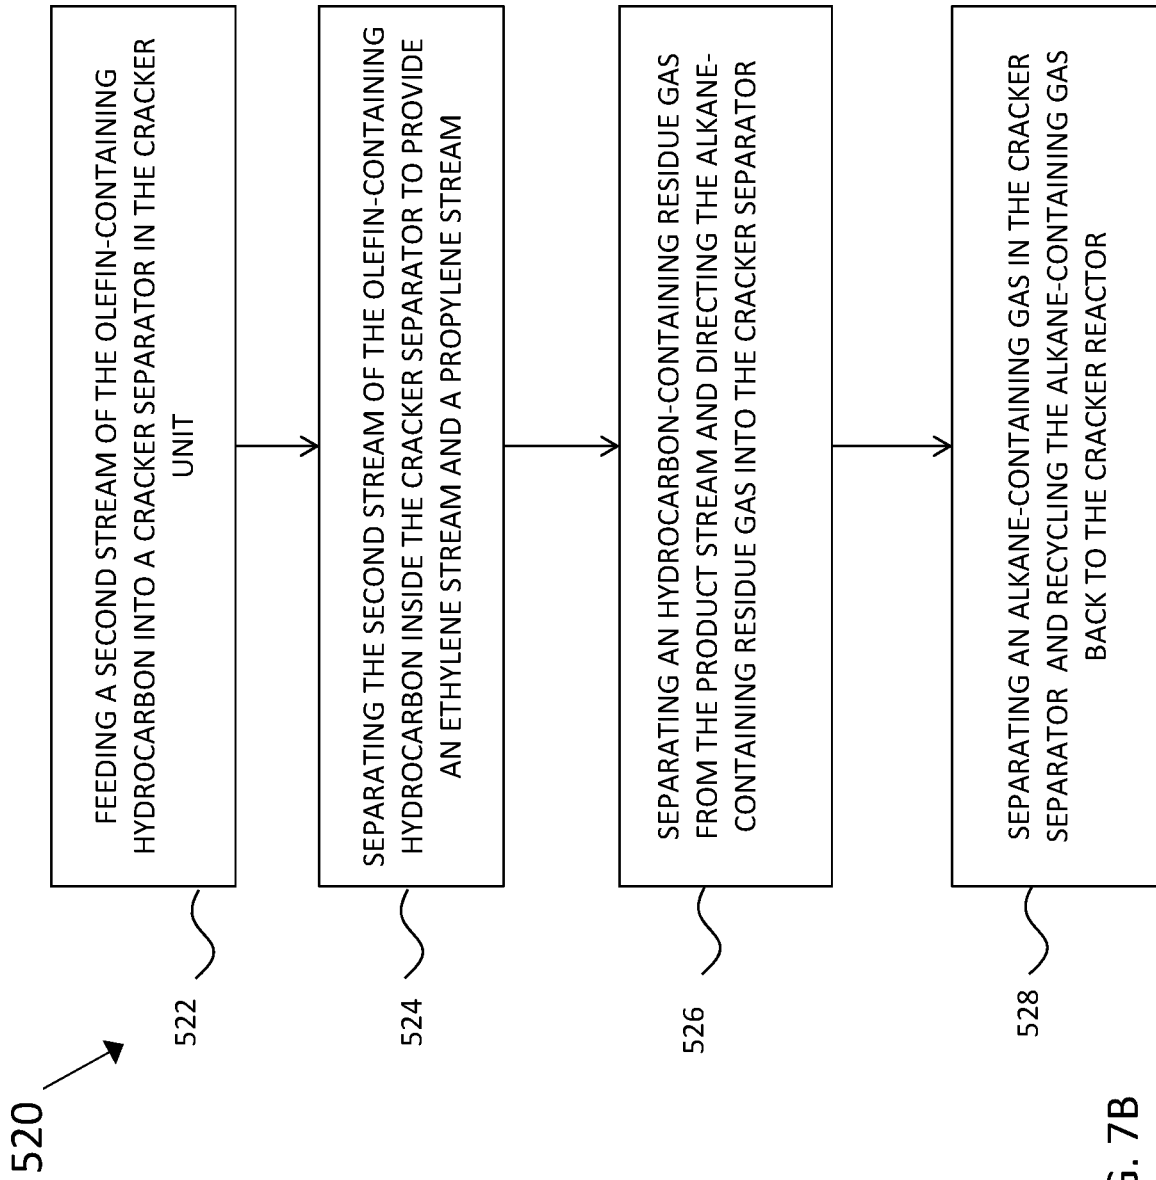 520
FEEDING A SECOND STREAM OF THE OLEFIN-CONTAINING
HYDROCARBON INTO A CRACKER SEPARATOR IN THE CRACKER
UNIT
522
SEPARATING THE SECOND STREAM OF THE OLEFIN-CONTAINING
HYDROCARBON INSIDE THE CRACKER SEPARATOR TO PROVIDE
AN ETHYLENE STREAM AND A PROPYLENE STREAM
524
SEPARATING AN HYDROCARBON-CONTAINING RESIDUE GAS
FROM THE PRODUCT STREAM AND DIRECTING THE ALKANE-
CONTAINING RESIDUE GAS INTO THE CRACKER SEPARATOR
526
SEPARATING AN ALKANE-CONTAINING GAS IN THE CRACKER
SEPARATOR AND RECYCLING THE ALKANE-CONTAINING GAS
BACK TO THE CRACKER REACTOR
528
G. 7B